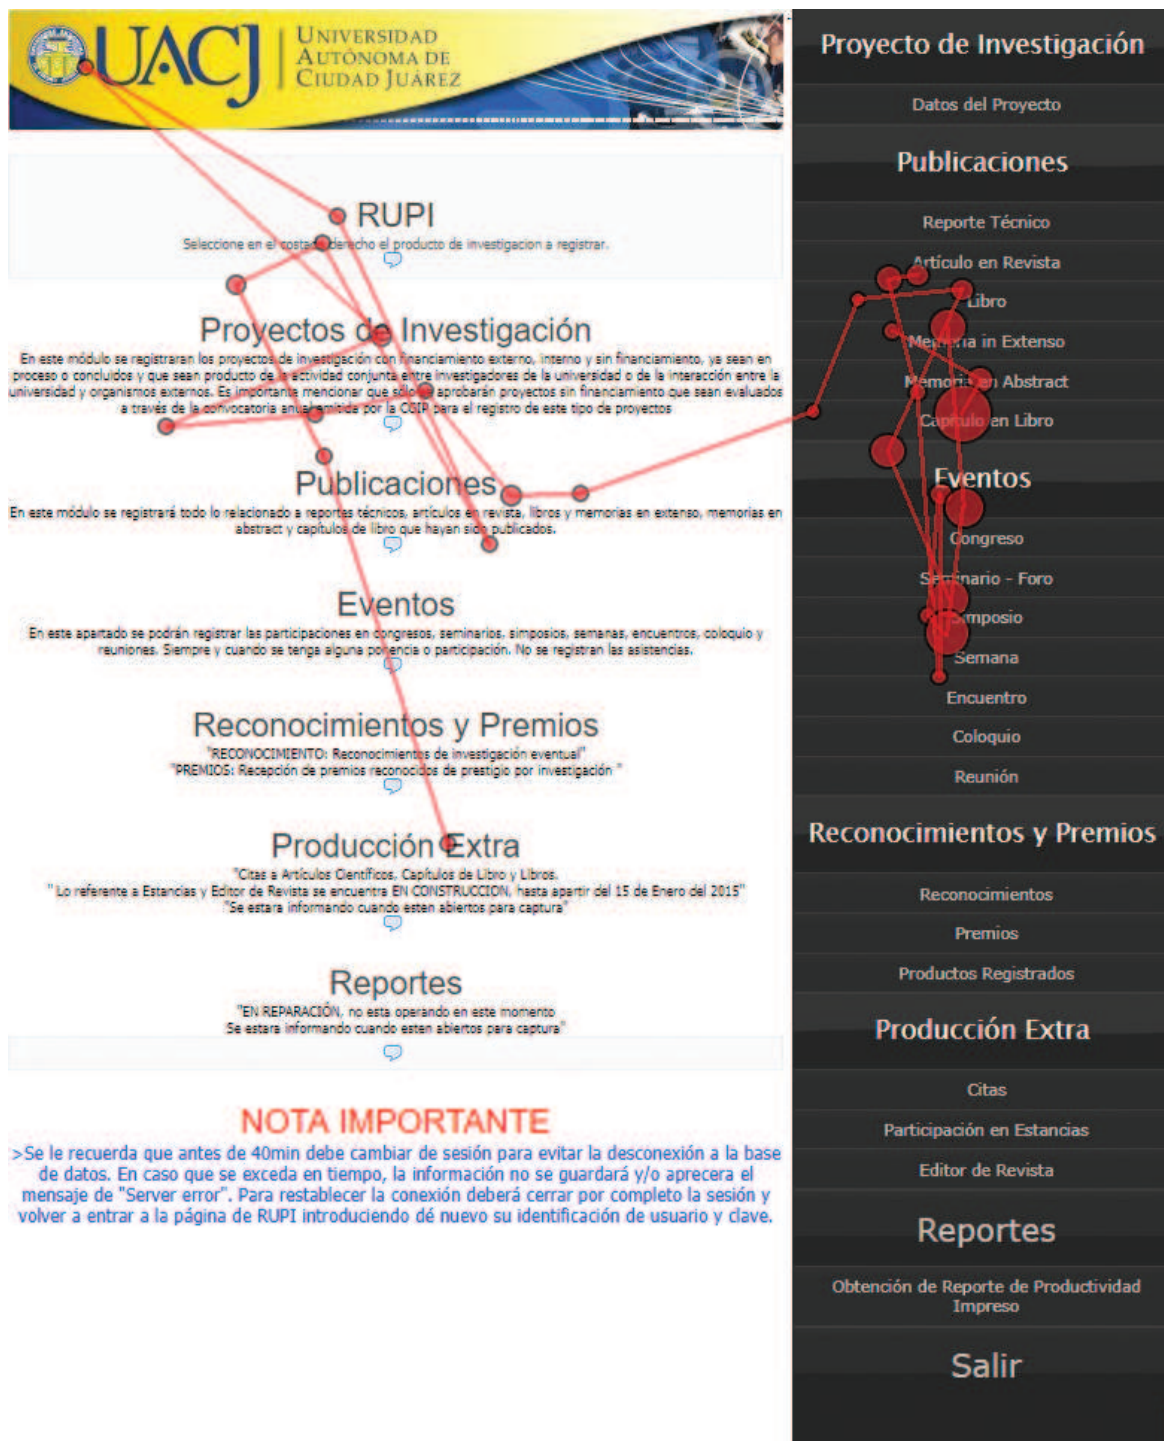 UACJ
UNIVERSIDAD
AUTÓNOMA DE
CIUDAD JUÁREZ
RUPI
Seleccione en el costado derecho el producto de investigacion a registrar.
Proyectos de Investigación
En este módulo se registraran los proyectos de investigación con financiamiento externo, interno y sin financiamiento, ya sean en
proceso o concluidos y que sean producto de la actividad conjunta entre investigadores de la universidad o de la interacción entre la
universidad y organismos externos. Es importante mencionar que solo se aprobarán proyectos sin financiamiento que sean evaluados
a través de la convocatoria anual emitida por la CGIP para el registro de este tipo de proyectos
Publicaciones
En este módulo se registrará todo lo relacionado a reportes técnicos, artículos en revista, libros y memorias en extenso, memorias en
abstract y capítulos de libro que hayan sido publicados.
Eventos
En este apartado se podrán registrar las participaciones en congresos, seminarios, simposios, semanas, encuentros, coloquio y
reuniones. Siempre y cuando se tenga alguna ponencia o participación. No se registran las asistencias.
Reconocimientos y Premios
"RECONOCIMIENTO: Reconocimientos de investigación eventual"
"PREMIOS: Recepción de premios reconocidos de prestigio por investigación "
Producción Extra
"Citas a Artículos Científicos, Capítulos de Libro y Libros.
" Lo referente a Estancias y Editor de Revista se encuentra EN CONSTRUCCION, hasta apartir del 15 de Enero del 2015"
"Se estara informando cuando esten abiertos para captura"
Reportes
"EN REPARACIÓN, no esta operando en este momento
Se estara informando cuando esten abiertos para captura"
NOTA IMPORTANTE
>Se le recuerda que antes de 40min debe cambiar de sesión para evitar la desconexión a la base
de datos. En caso que se exceda en tiempo, la información no se guardará y/o aprecera el
mensaje de "Server error". Para restablecer la conexión deberá cerrar por completo la sesión y
volver a entrar a la página de RUPI introduciendo dé nuevo su identificación de usuario y clave.
Proyecto de Investigación
Datos del Proyecto
Publicaciones
Reporte Técnico
Artículo en Revista
Libro
Memoria in Extenso
Memoria en Abstract
Capítulo en Libro
Eventos
Congreso
Seminario - Foro
Simposio
Semana
Encuentro
Coloquio
Reunión
Reconocimientos y Premios
Reconocimientos
Premios
Productos Registrados
Producción Extra
Citas
Participación en Estancias
Editor de Revista
Reportes
Obtención de Reporte de Productividad
Impreso
Salir